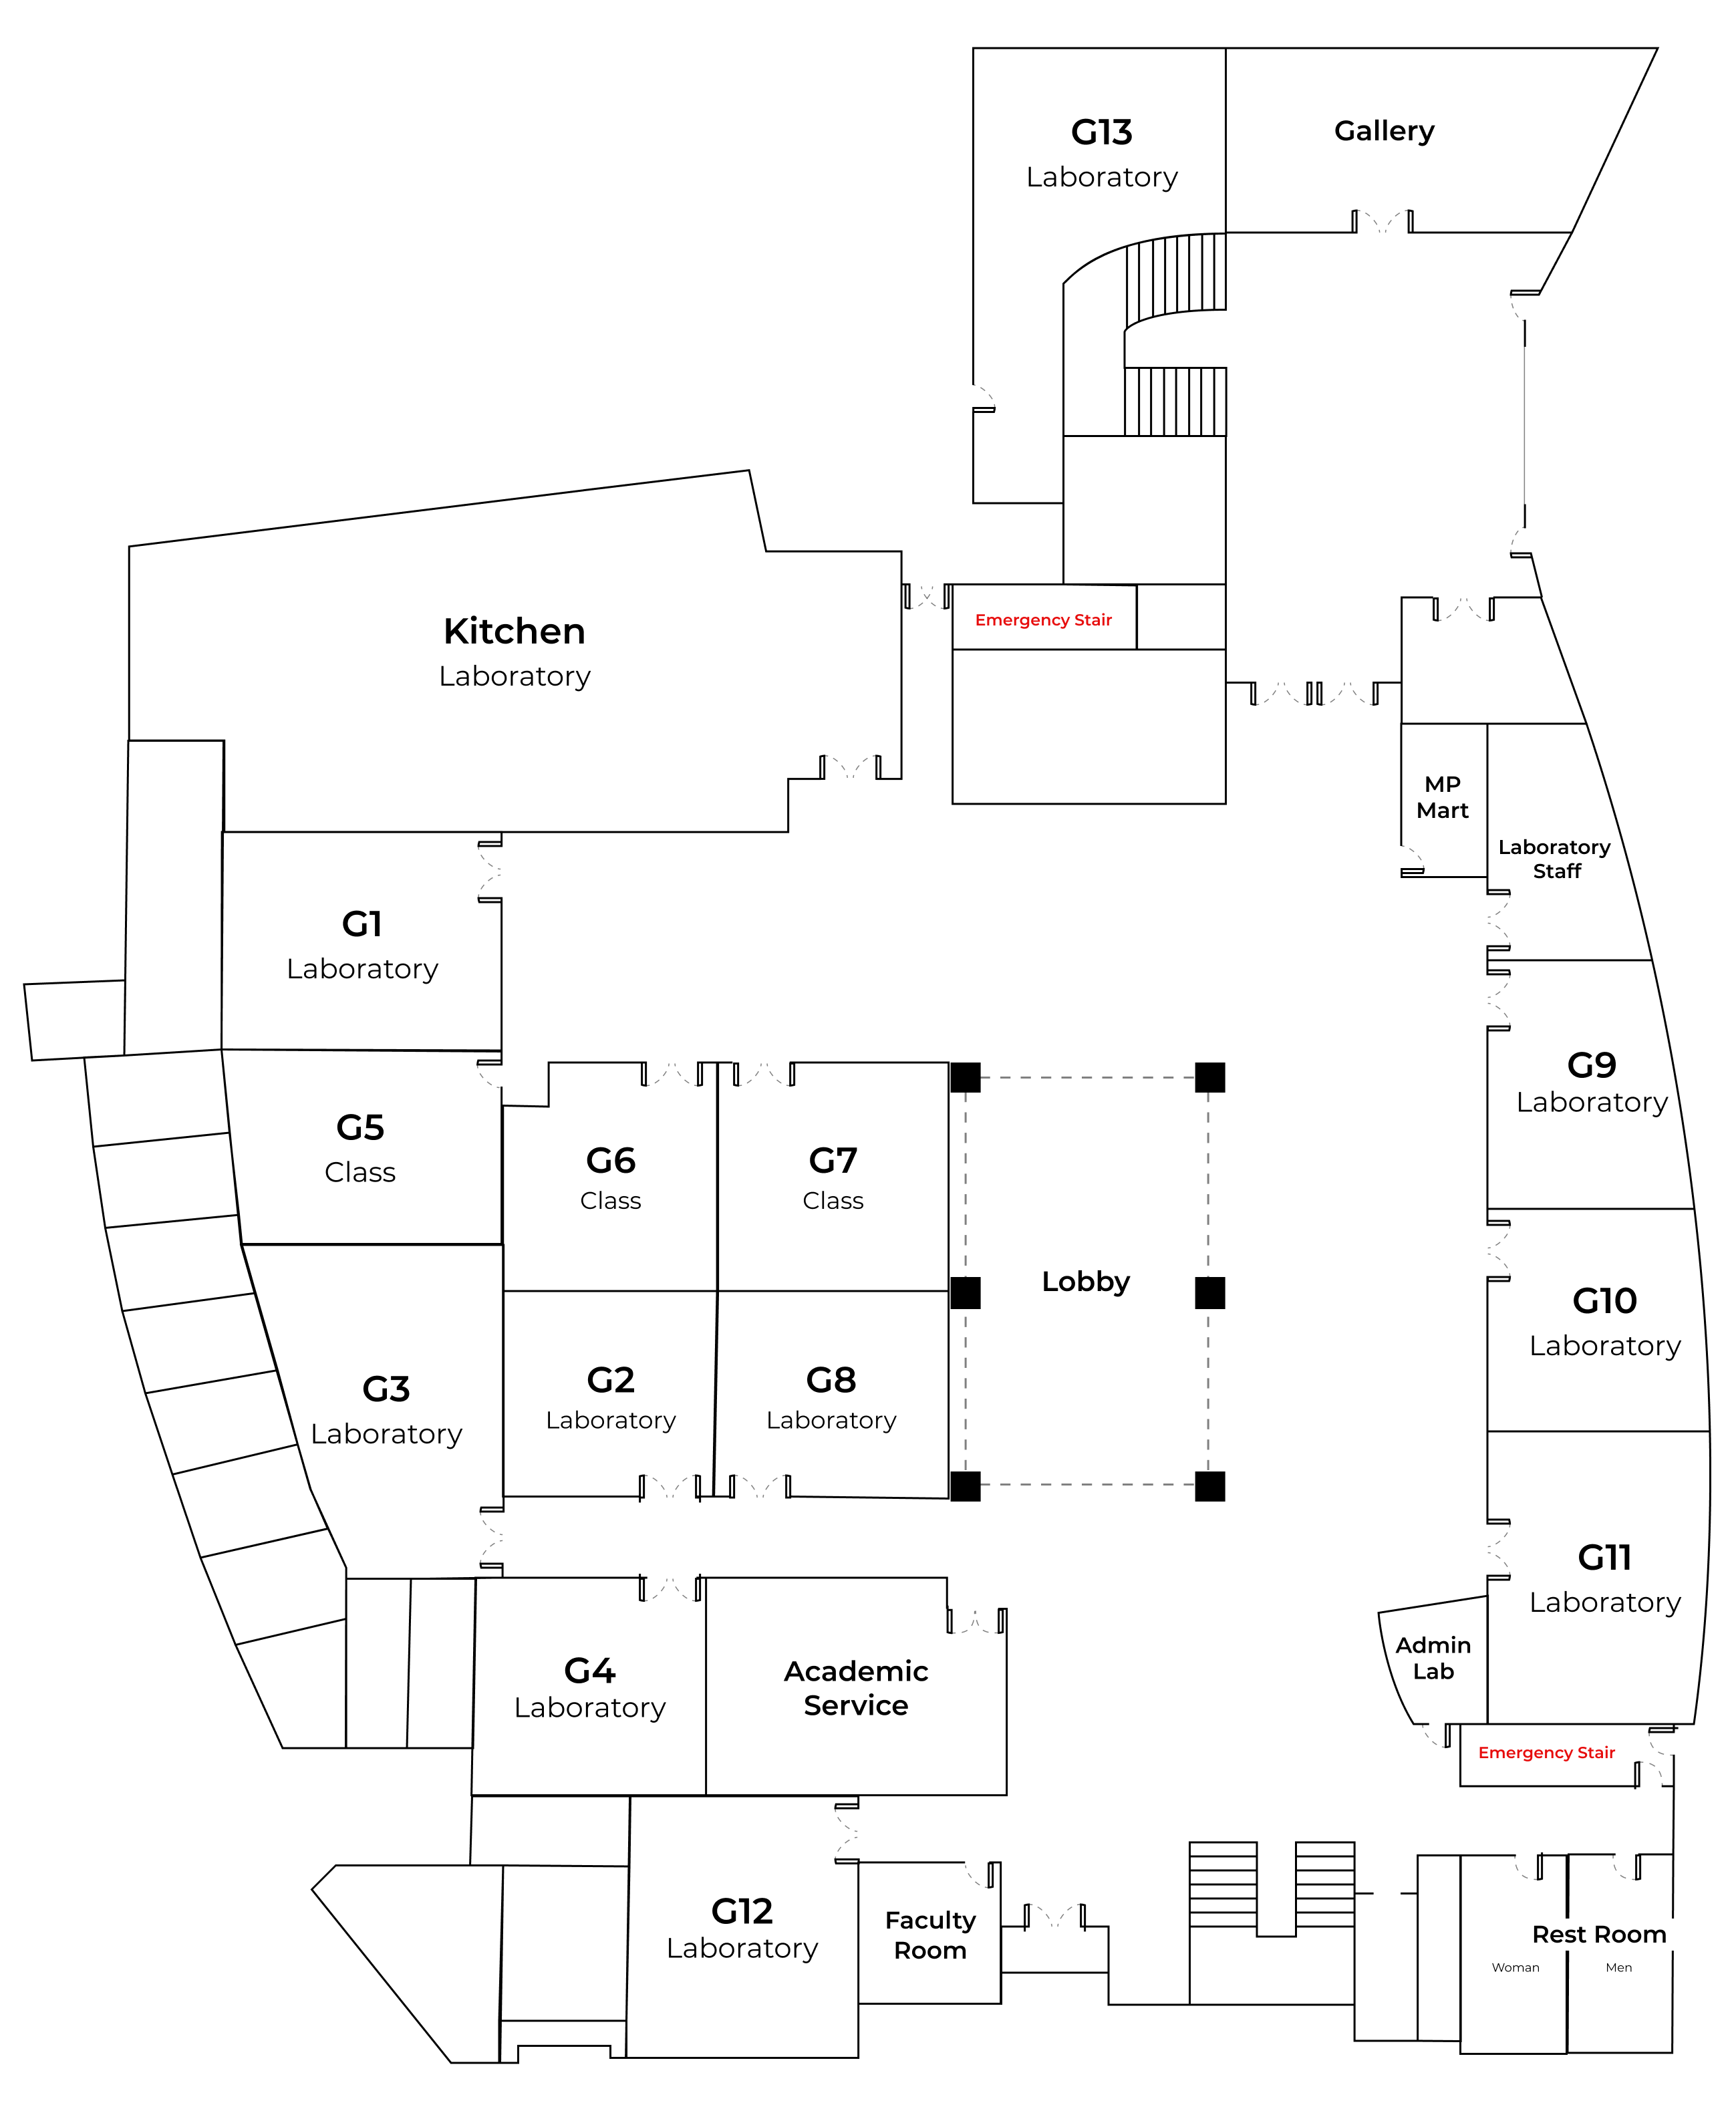 G13
Laboratory
Gallery
Kitchen
Laboratory
Emergency Stair
MP
Mart
Laboratory
Staff
G1
Laboratory
G5
Class
G6
Class
G7
Class
G9
Laboratory
Lobby
G10
Laboratory
G3
Laboratory
G2
Laboratory
G8
Laboratory
G11
Laboratory
G4
Laboratory
Academic
Service
Admin
Lab
Emergency Stair
G12
Laboratory
Faculty
Room
Rest Room
Woman
Men